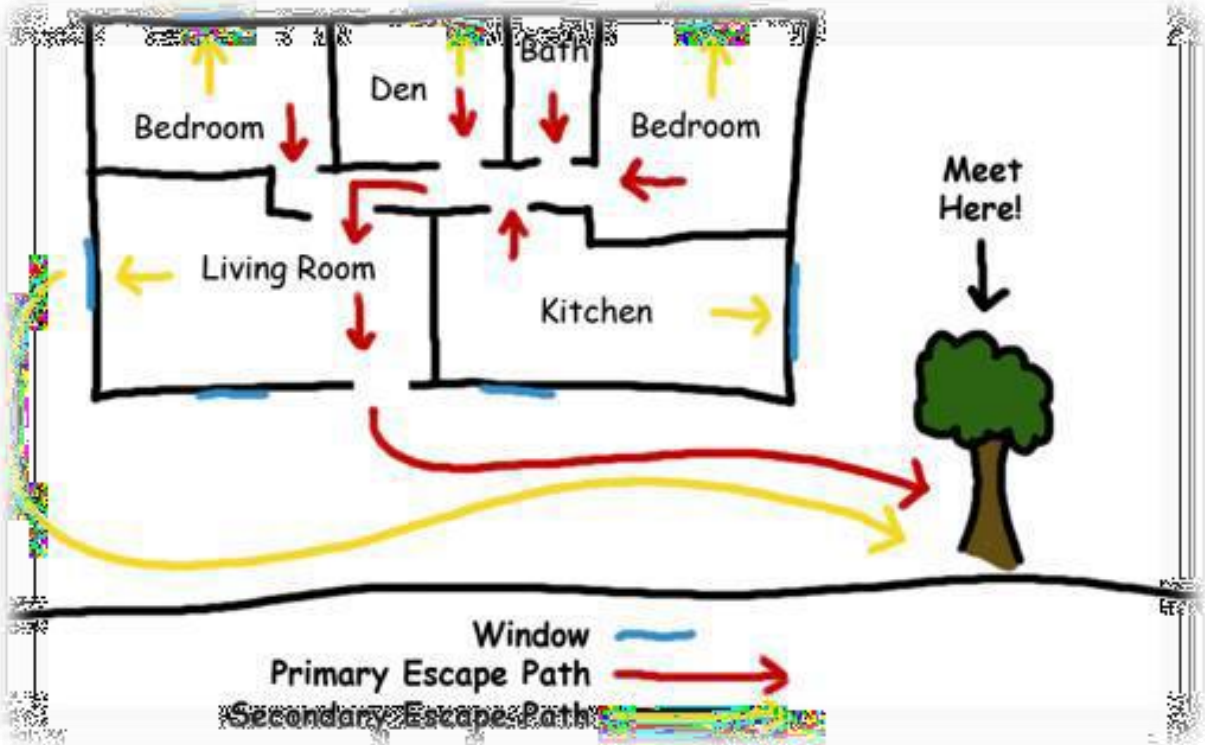 Bath
Den
Bedroom
Bedroom
Meet
Here!
Living Room
Kitchen
Window
Primary Escape Path
Secondary Escape Path